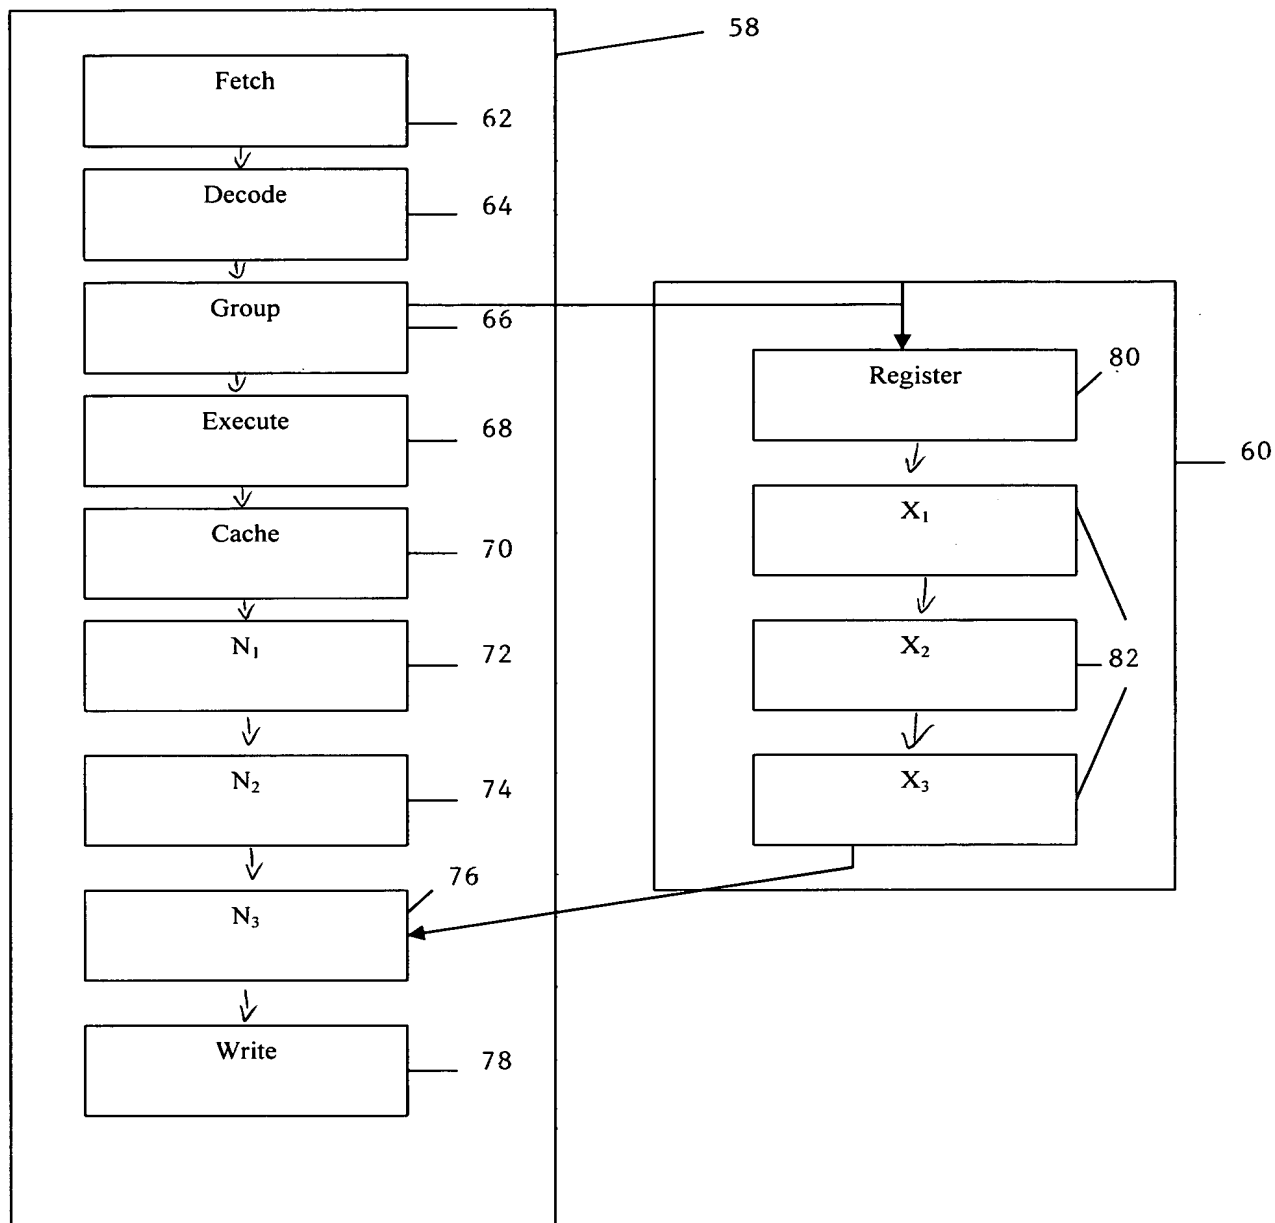 58
Fetch
62
Decode
64
Group
66
Execute
68
Cache
70
N₁
72
N₂
74
N₃
76
Write
78
Register
80
60
X₁
X₂
82
X₃